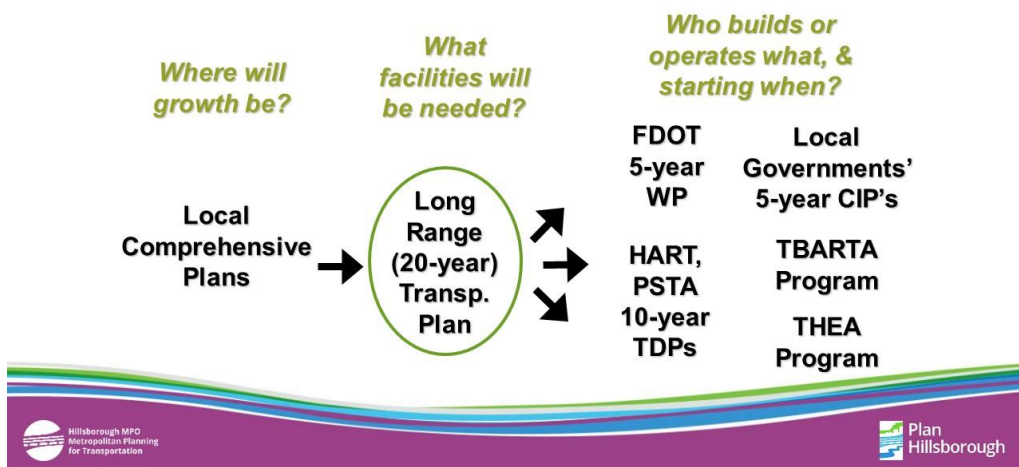 Where will
growth be?
What
facilities will
be needed?
Who builds or
operates what, &
starting when?
Local
Comprehensive
Plans
Long
Range
(20-year)
Transp.
Plan
FDOT
5-year
WP
Local
Governments’
5-year CIP’s
HART,
PSTA
10-year
TDPs
TBARTA
Program
THEA
Program
Hillsborough MPO
Metropolitan Planning
for Transportation
Plan
Hillsborough